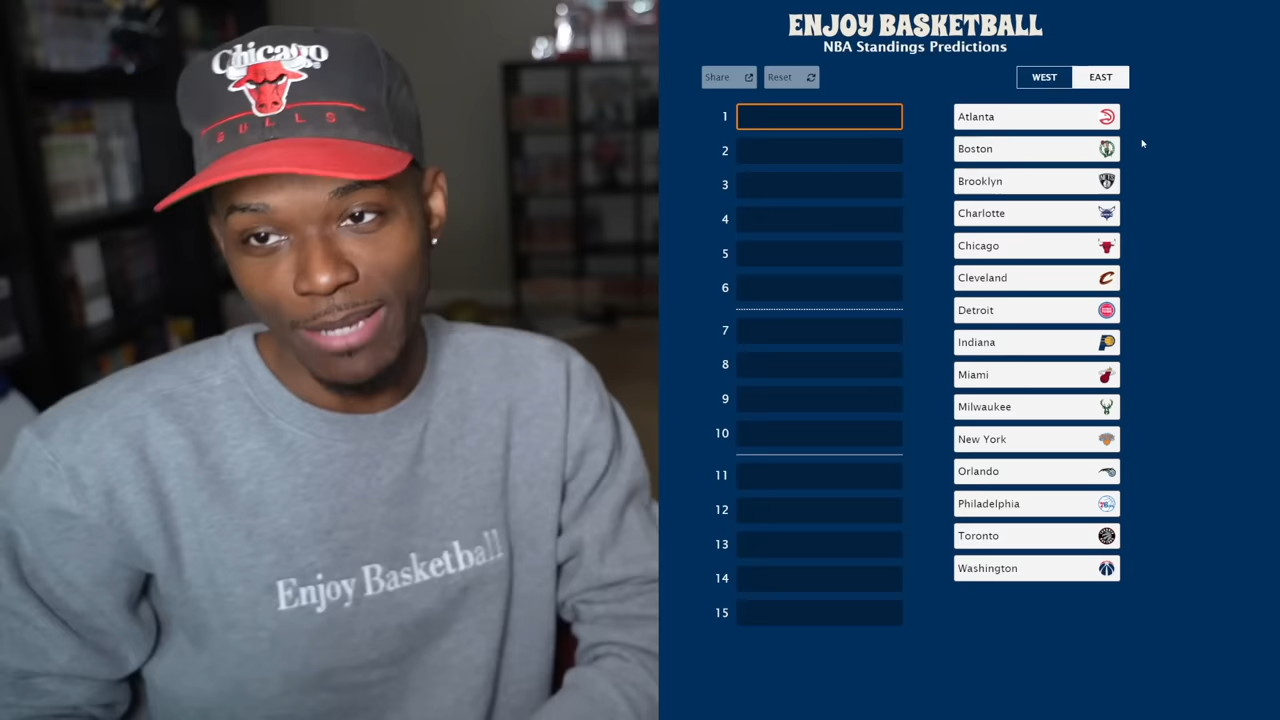 Chicago
BULLS
Enjoy Basketball
ENJOY BASKETBALL
NBA Standings Predictions
Share
Reset
WEST
EAST
1
2
3
4
5
6
7
8
9
10
11
12
13
14
15
Atlanta
Boston
Brooklyn
Charlotte
Chicago
Cleveland
Detroit
Indiana
Miami
Milwaukee
New York
Orlando
Philadelphia
Toronto
Washington